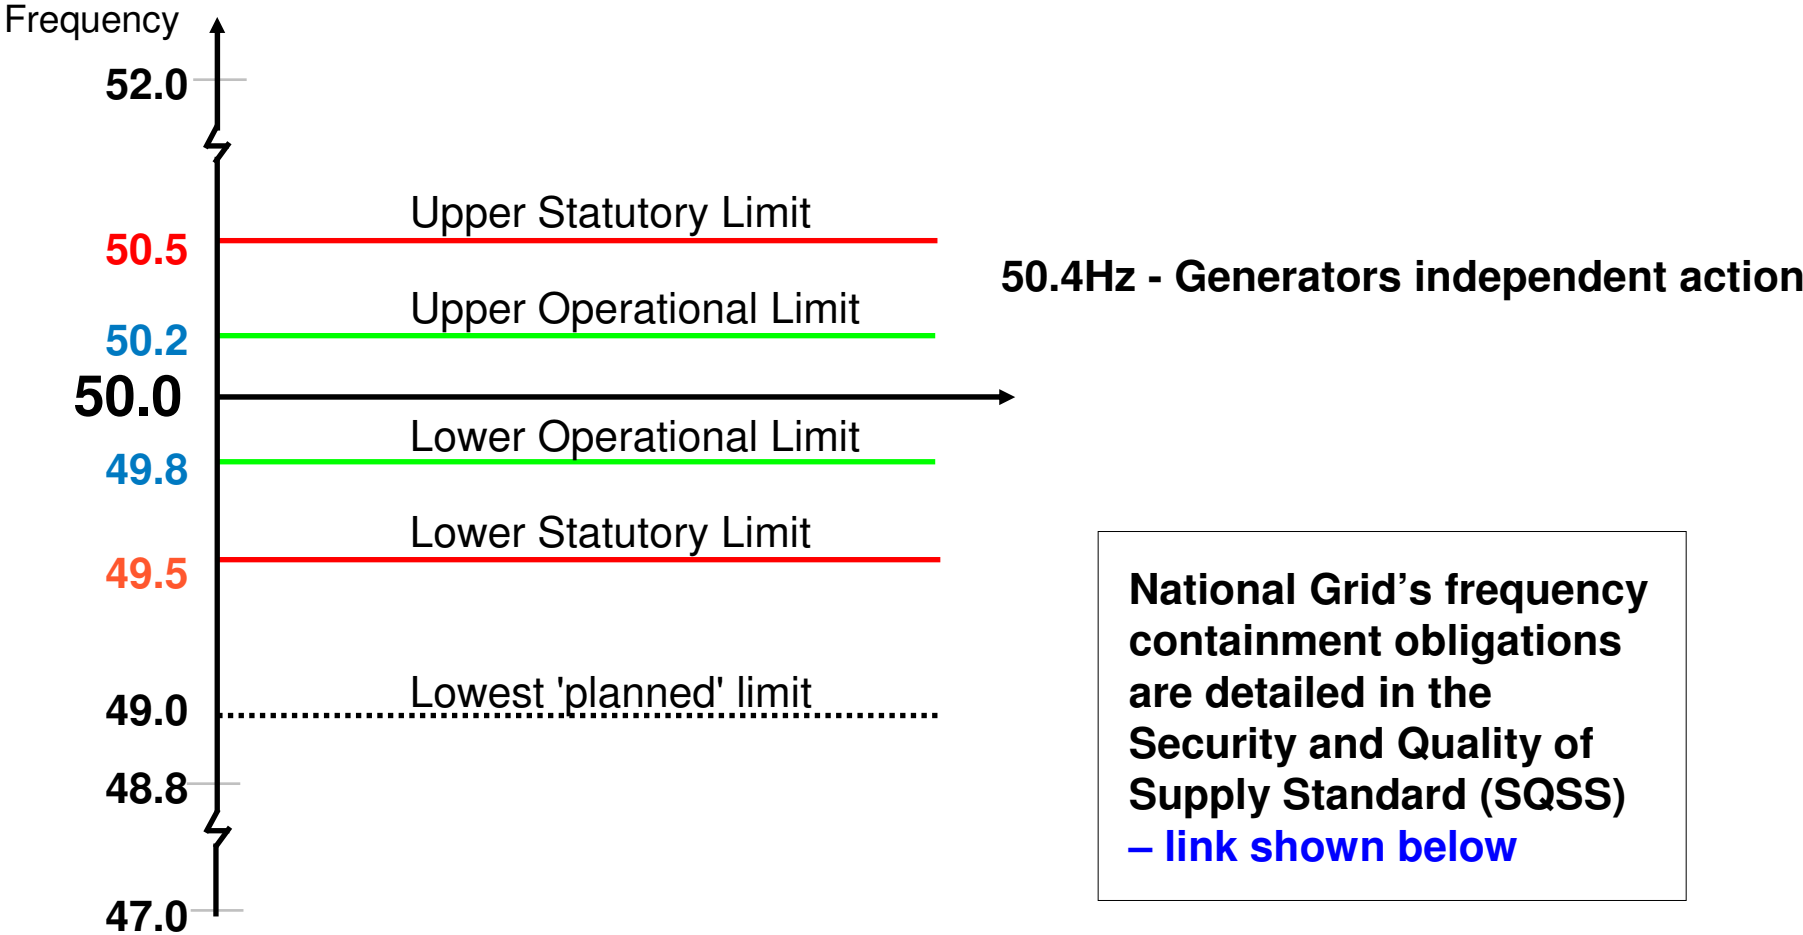 Frequency
52.0
Upper Statutory Limit
50.5
50.4Hz - Generators independent action
Upper Operational Limit
50.2
50.0
Lower Operational Limit
49.8
Lower Statutory Limit
49.5
National Grid’s frequency
containment obligations
are detailed in the
Security and Quality of
Supply Standard (SQSS)
– link shown below
Lowest 'planned' limit
49.0
48.8
47.0